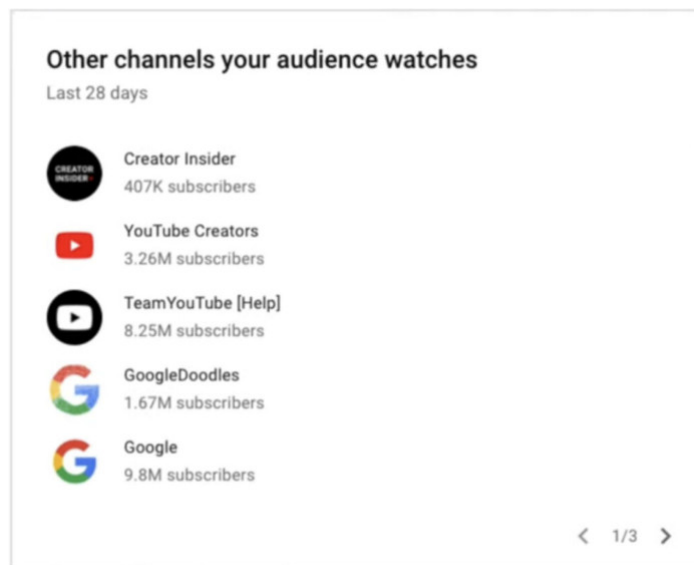 Other channels your audience watches
Last 28 days
CREATOR
INSIDER
Creator Insider
407K subscribers
YouTube Creators
3.26M subscribers
TeamYouTube [Help]
8.25M subscribers
GoogleDoodles
1.67M subscribers
Google
9.8M subscribers
1/3